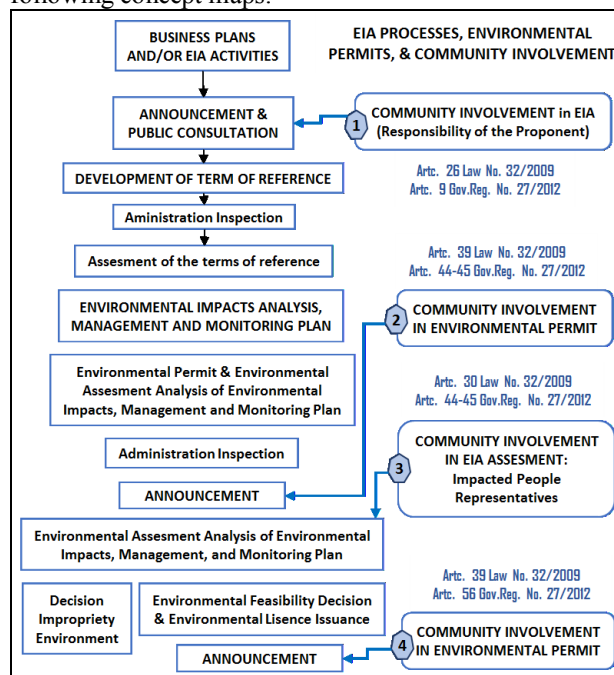 following concept maps:
BUSINESS PLANS
AND/OR EIA ACTIVITIES
EIA PROCESSES, ENVIRONMENTAL
PERMITS, & COMMUNITY INVOLVEMENT
ANNOUNCEMENT &
PUBLIC CONSULTATION
1
COMMUNITY INVOLVEMENT in EIA
(Responsibility of the Proponent)
DEVELOPMENT OF TERM OF REFERENCE
Artc. 26 Law No. 32/2009
Artc. 9 Gov.Reg. No. 27/2012
Aministration Inspection
Assesment of the terms of reference
Artc. 39 Law No. 32/2009
Artc. 44-45 Gov.Reg. No. 27/2012
ENVIRONMENTAL IMPACTS ANALYSIS,
MANAGEMENT AND MONITORING PLAN
2
COMMUNITY INVOLVEMENT
IN ENVIRONMENTAL PERMIT
Environmental Permit & Environmental
Assesment Analysis of Environmental
Impacts, Management and Monitoring Plan
Artc. 30 Law No. 32/2009
Artc. 44-45 Gov.Reg. No. 27/2012
Administration Inspection
3
COMMUNITY INVOLVEMENT
IN EIA ASSESMENT:
Impacted People
Representatives
ANNOUNCEMENT
Environmental Assesment Analysis of Environmental
Impacts, Management, and Monitoring Plan
Artc. 39 Law No. 32/2009
Artc. 56 Gov.Reg. No. 27/2012
Decision
Impropriety
Environment
Environmental Feasibility Decision
& Environmental Lisence Issuance
4
COMMUNITY INVOLVEMENT
IN ENVIRONMENTAL PERMIT
ANNOUNCEMENT